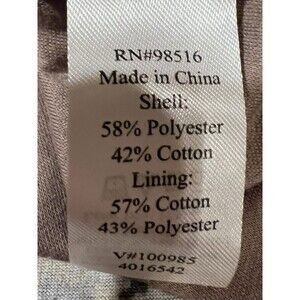 RN#98516
Made in China
Shell:
58% Polyester
42% Cotton
Lining:
57% Cotton
43% Polyester
V#100985
4016542